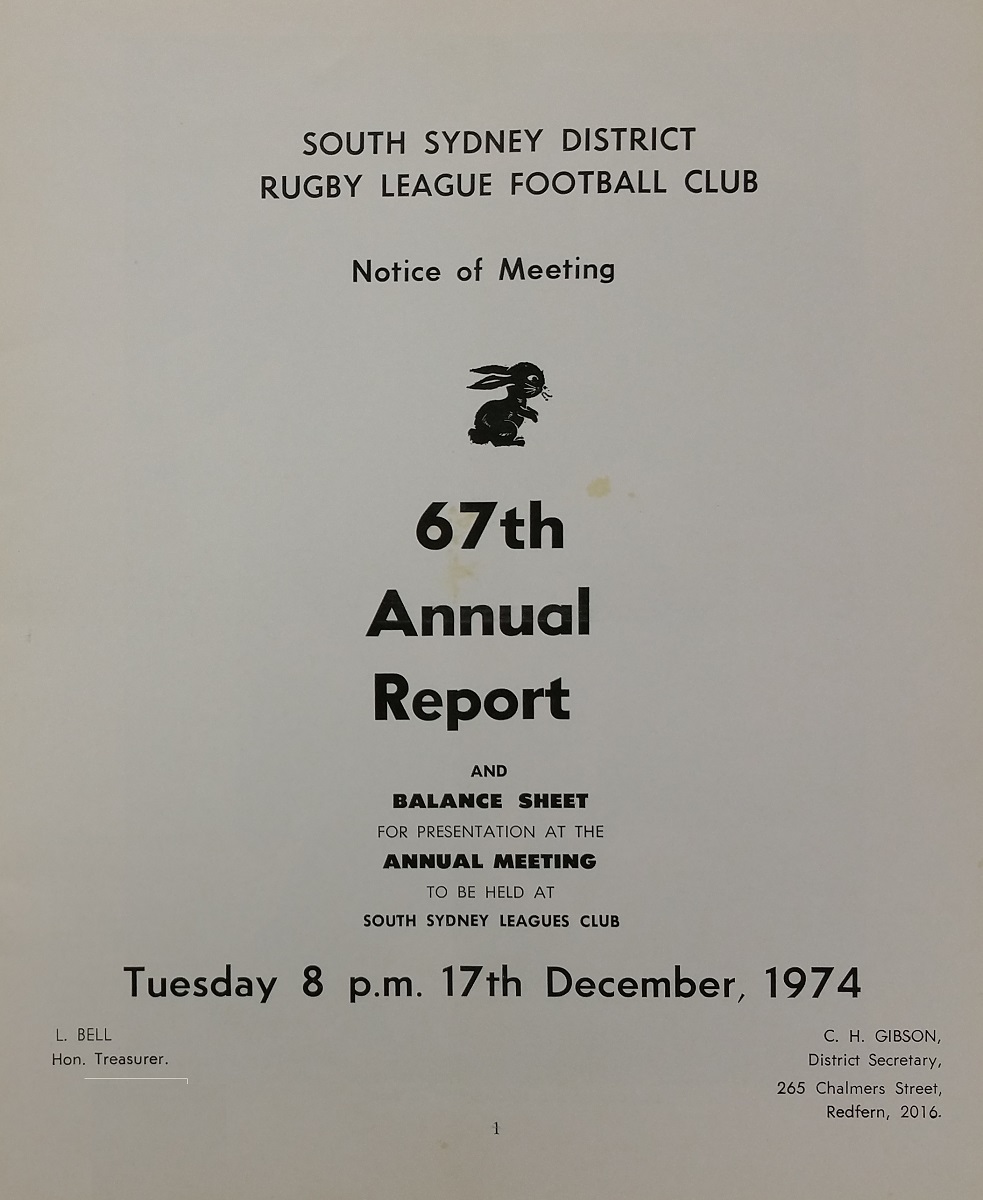 SOUTH SYDNEY DISTRICT
RUGBY LEAGUE FOOTBALL CLUB
Notice of Meeting
67th
Annual
Report
AND
BALANCE SHEET
FOR PRESENTATION AT THE
ANNUAL MEETING
TO BE HELD AT
SOUTH SYDNEY LEAGUES CLUB
Tuesday 8 p.m. 17th December, 1974
L. BELL
Hon. Treasurer.
C. H. GIBSON,
District Secretary,
265 Chalmers Street,
Redfern, 2016.
1